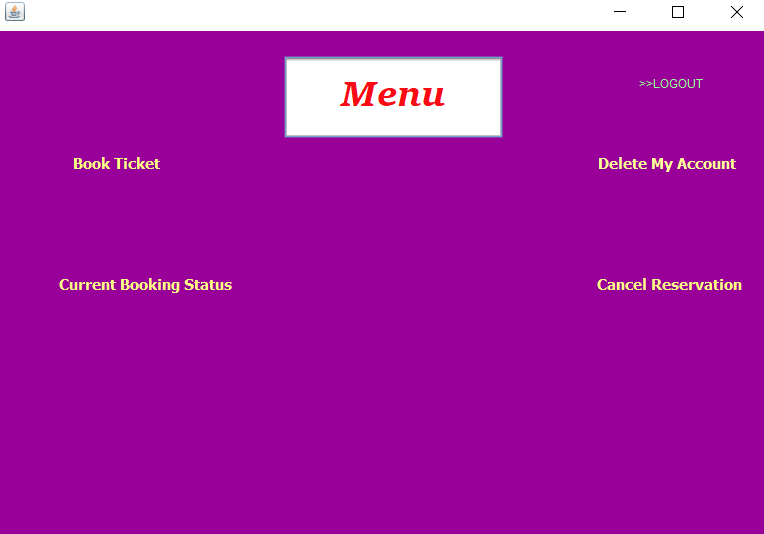 Menu
>>LOGOUT
Book Ticket
Delete My Account
Current Booking Status
Cancel Reservation